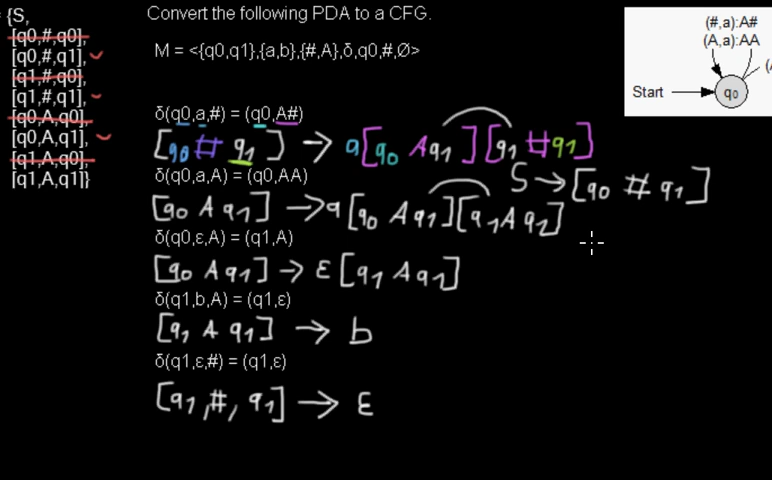 Convert the following PDA to a CFG.
= {S,
[q0,#,q0],
[q0,#,q1],
[q1,#,q0],
[q1,#,q1],
[q0,A,q0],
[q0,A,q1],
[q1,A,q0],
[q1,A,q1]}
M = <{q0,q1},{a,b},{#,A},δ,q0,#,Ø>
(#,a):A#
(A,a):AA
Start
q0
δ(q0,a,#) = (q0,A#)
[q0 # q1] → a[q0 A q1][q1 # q1]
S → [q0 # q1]
δ(q0,a,A) = (q0,AA)
[q0 A q1] → a[q0 A q1][q1 A q1]
δ(q0,ε,A) = (q1,A)
[q0 A q1] → ε[q1 A q1]
δ(q1,b,A) = (q1,ε)
[q1 A q1] → b
δ(q1,ε,#) = (q1,ε)
[q1,#,q1] → ε